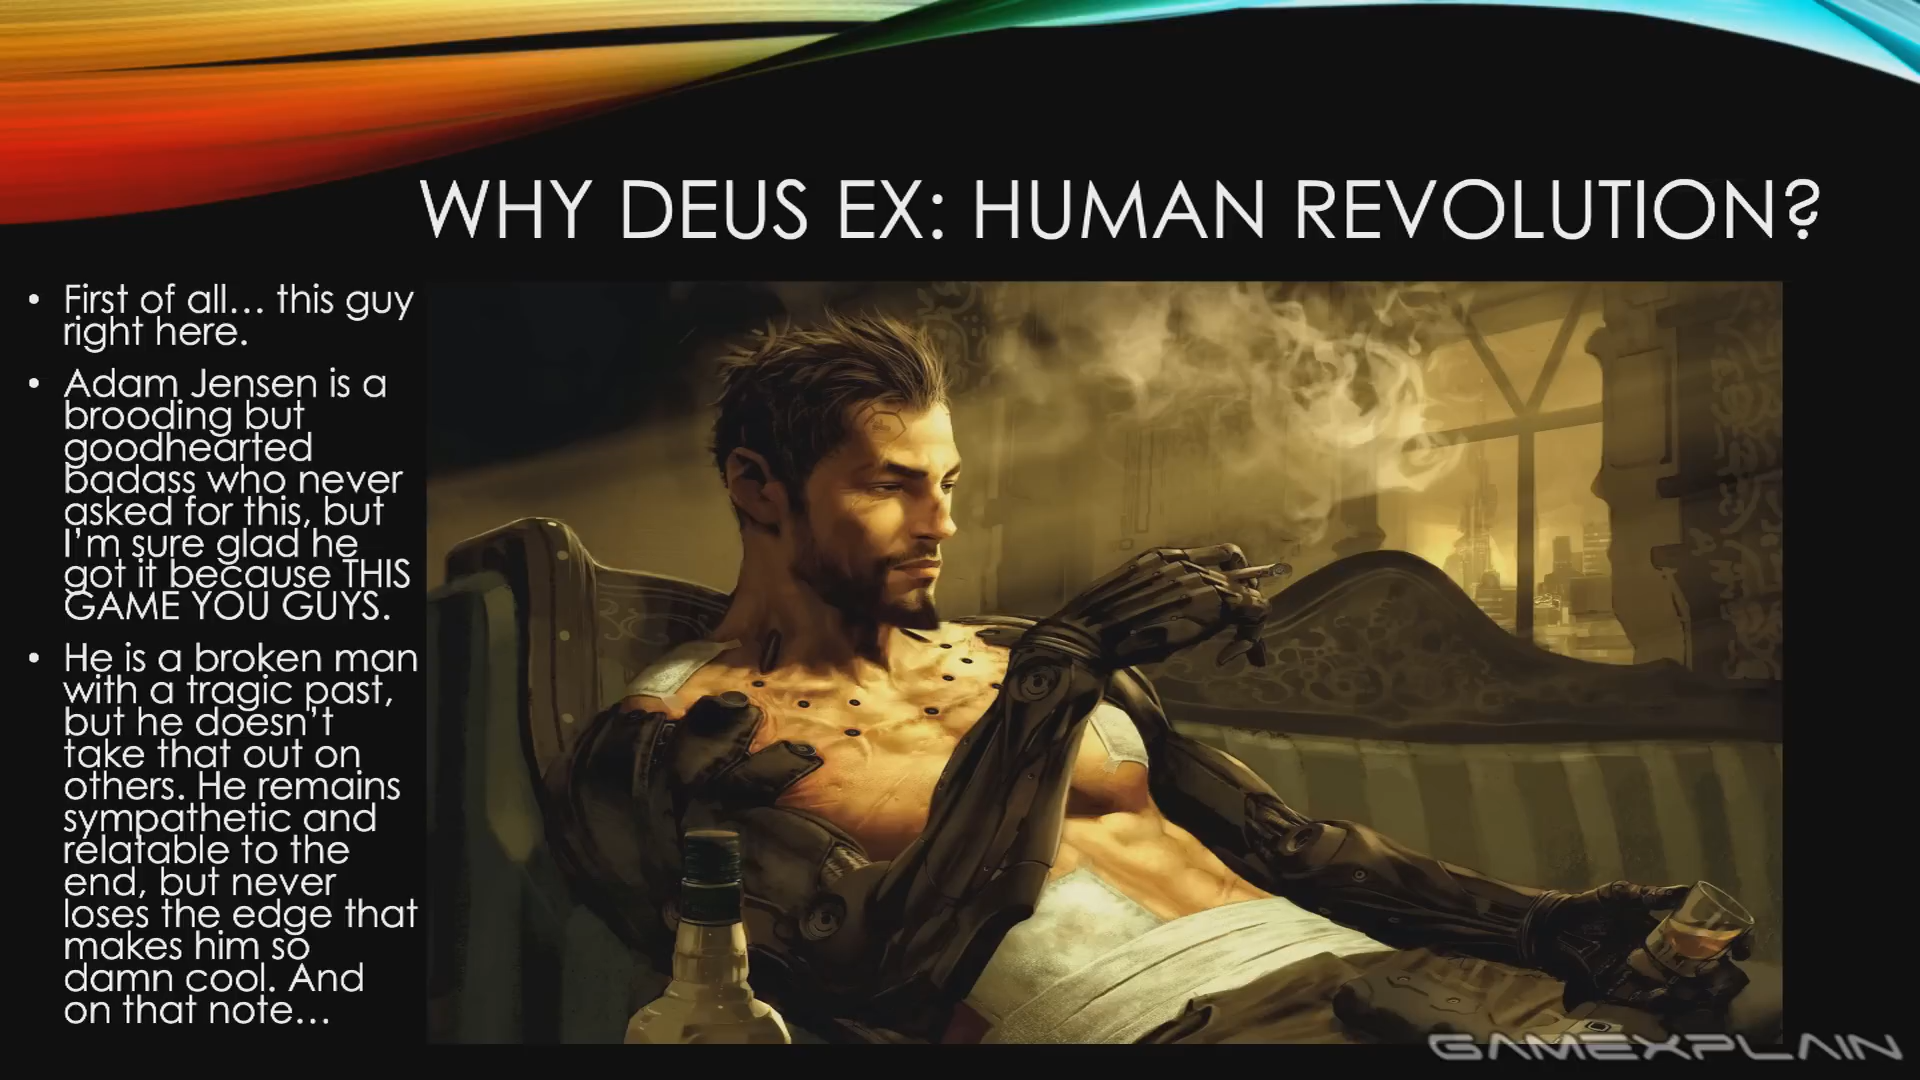 WHY DEUS EX: HUMAN REVOLUTION?
• First of all... this guy
right here.
• Adam Jensen is a
brooding but
goodhearted
badass who never
asked for this, but
I'm sure glad he
got it because THIS
GAME YOU GUYS.
• He is a broken man
with a tragic past,
but he doesn't
take that out on
others. He remains
sympathetic and
relatable to the
end, but never
loses the edge that
makes him so
damn cool. And
on that note...
GAMEXPLAIN